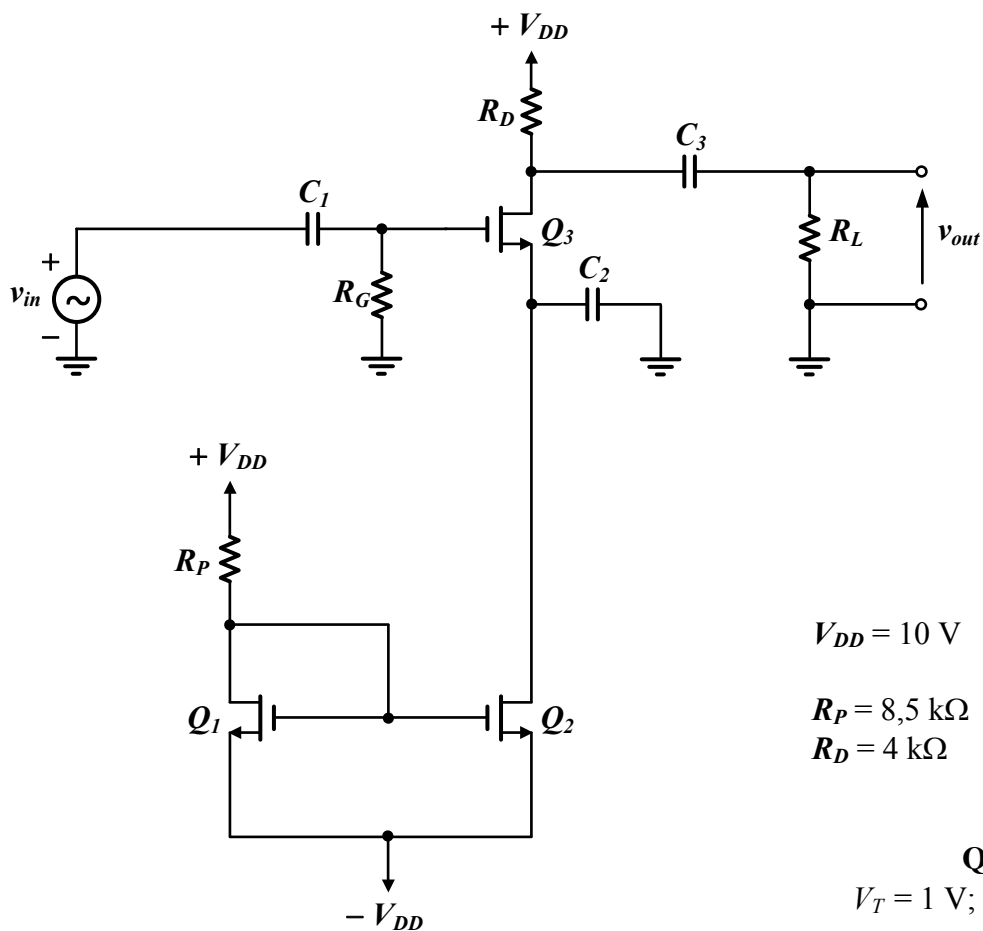 + V_DD
R_D
C_3
C_1
Q_3
R_L
v_out
+
v_in
−
R_G
C_2
+ V_DD
R_P
V_DD = 10 V
Q_1
Q_2
R_P = 8,5 kΩ
R_D = 4 kΩ
Q
V_T = 1 V;
− V_DD